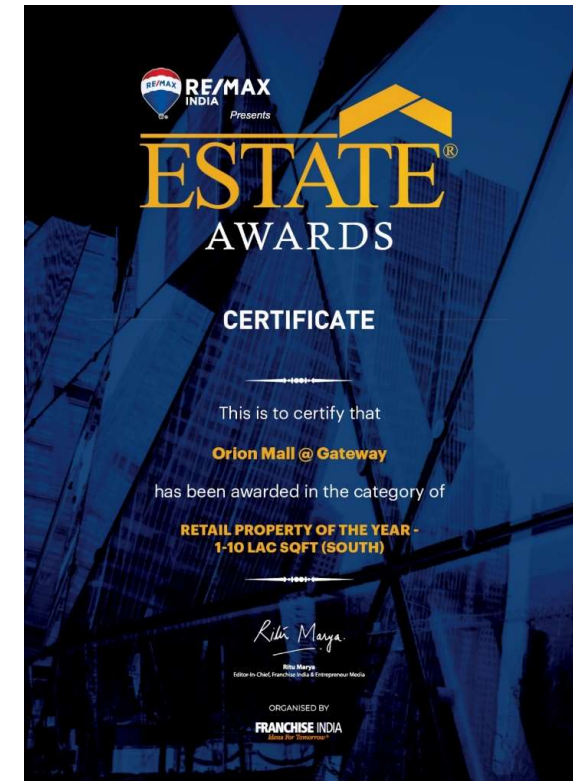 RE/MAX
RE/MAX
INDIA
Presents
ESTATE®
AWARDS
CERTIFICATE
This is to certify that
Orion Mall @ Gateway
has been awarded in the category of
RETAIL PROPERTY OF THE YEAR -
1-10 LAC SQFT (SOUTH)
Ritu Marya.
Ritu Marya
Editor-In-Chief, Franchise India & Entrepreneur Media
ORGANISED BY
FRANCHISE INDIA
Ideas For Tomorrow®